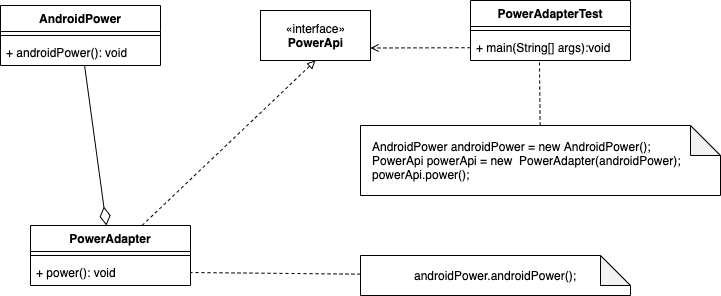 AndroidPower
+ androidPower(): void
«interface»
PowerApi
PowerAdapterTest
+ main(String[] args):void
AndroidPower androidPower = new AndroidPower();
PowerApi powerApi = new  PowerAdapter(androidPower);
powerApi.power();
PowerAdapter
+ power(): void
androidPower.androidPower();